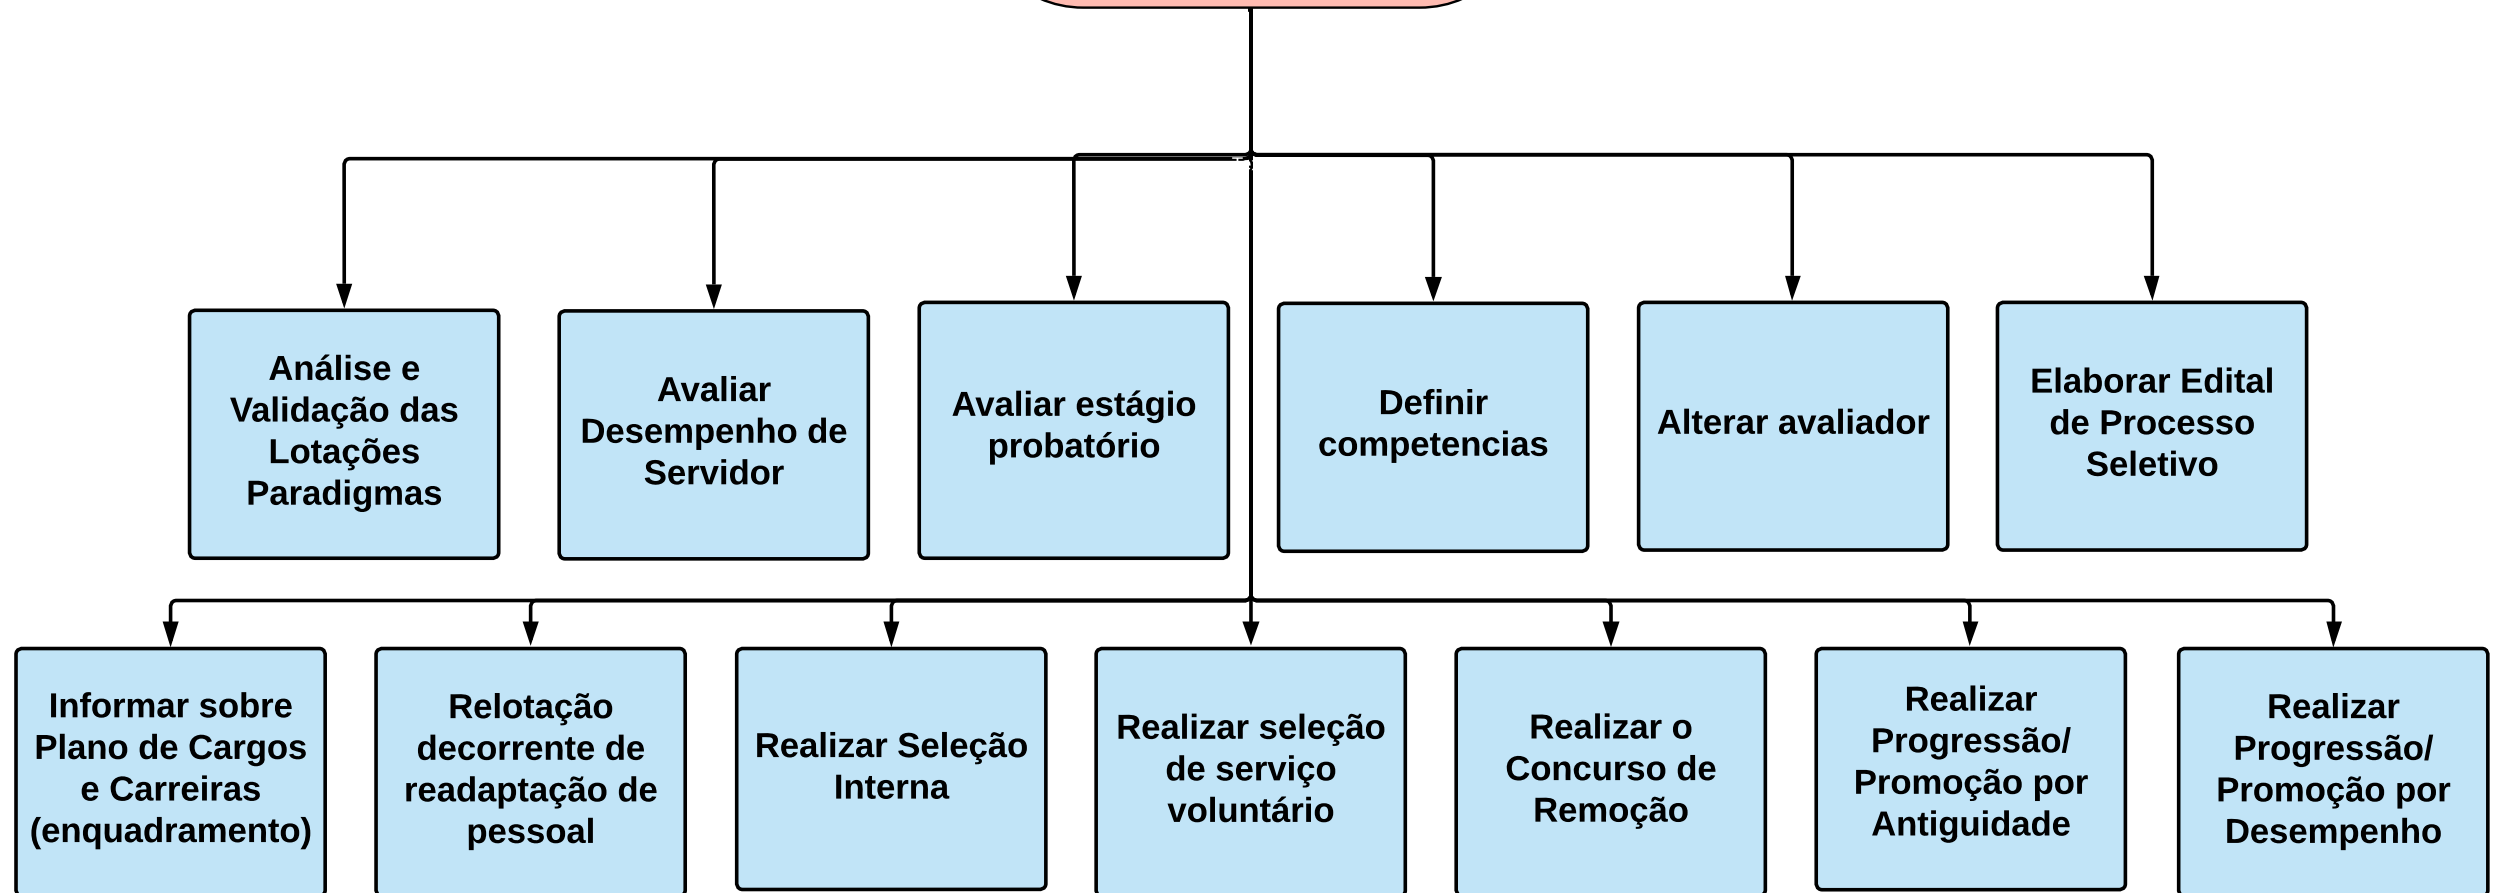 Análise e
Validação das
Lotações
Paradigmas
Avaliar
Desempenho de
Servidor
Avaliar estágio
probatório
Definir
competencias
Alterar avaliador
Elaborar Edital
de Processo
Seletivo
Informar sobre
Plano de Cargos
e Carreiras
(enquadramento)
Relotação
decorrente de
readaptação de
pessoal
Realizar Seleção
Interna
Realizar seleção
de serviço
voluntário
Realizar o
Concurso de
Remoção
Realizar
Progressão/
Promoção por
Antiguidade
Realizar
Progressão/
Promoção por
Desempenho